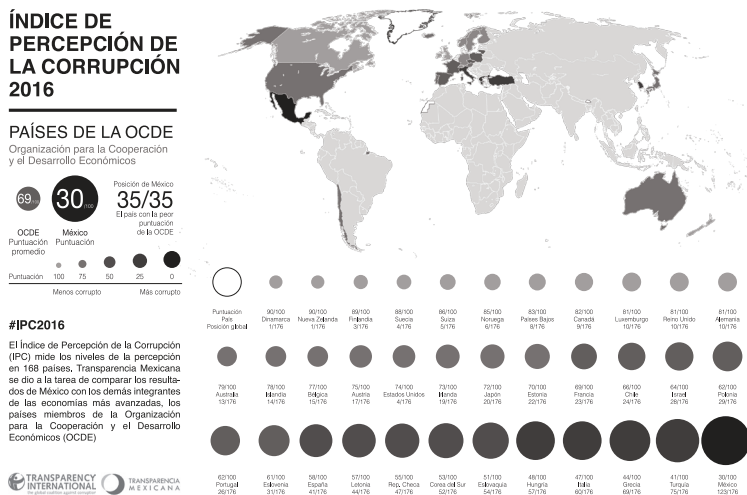 ÍNDICE DE
PERCEPCIÓN DE
LA CORRUPCIÓN
2016
PAÍSES DE LA OCDE
Organización para la Cooperación
y el Desarrollo Económicos
69/100
30/100
Posición de México
35/35
El país con la peor
puntuación
de la OCDE
OCDE
Puntuación
promedio
México
Puntuación
Puntuación 100 75 50 25 0
Menos corrupto Más corrupto
#IPC2016
El Índice de Percepción de la Corrupción
(IPC) mide los niveles de la percepción
en 168 países. Transparencia Mexicana
se dio a la tarea de comparar los resulta-
dos de México con los demás integrantes
de las economías más avanzadas, los
países miembros de la Organización
para la Cooperación y el Desarrollo
Económicos (OCDE)
TRANSPARENCY
INTERNATIONAL
the global coalition against corruption
TRANSPARENCIA
MEXICANA
Puntuación 90/100 90/100 89/100 88/100 86/100 85/100 83/100 82/100 81/100 81/100 81/100
País Dinamarca Nueva Zelanda Finlandia Suecia Suiza Noruega Países Bajos Canadá Luxemburgo Reino Unido Alemania
Posición global 1/176 1/176 3/176 4/176 5/176 6/176 8/176 9/176 10/176 10/176 10/176
79/100 78/100 77/100 75/100 74/100 73/100 72/100 70/100 69/100 66/100 64/100 62/100
Australia Islandia Bélgica Austria Estados Unidos Irlanda Japón Estonia Francia Chile Israel Polonia
13/176 14/176 15/176 17/176 4/176 19/176 20/176 22/176 23/176 24/176 28/176 29/176
62/100 61/100 58/100 57/100 55/100 53/100 51/100 48/100 47/100 44/100 41/100 30/100
Portugal Eslovenia España Letonia Rep. Checa Corea del Sur Eslovaquia Hungría Italia Grecia Turquía México
26/176 31/176 41/176 44/176 47/176 52/176 54/176 57/176 60/176 69/176 75/176 123/176